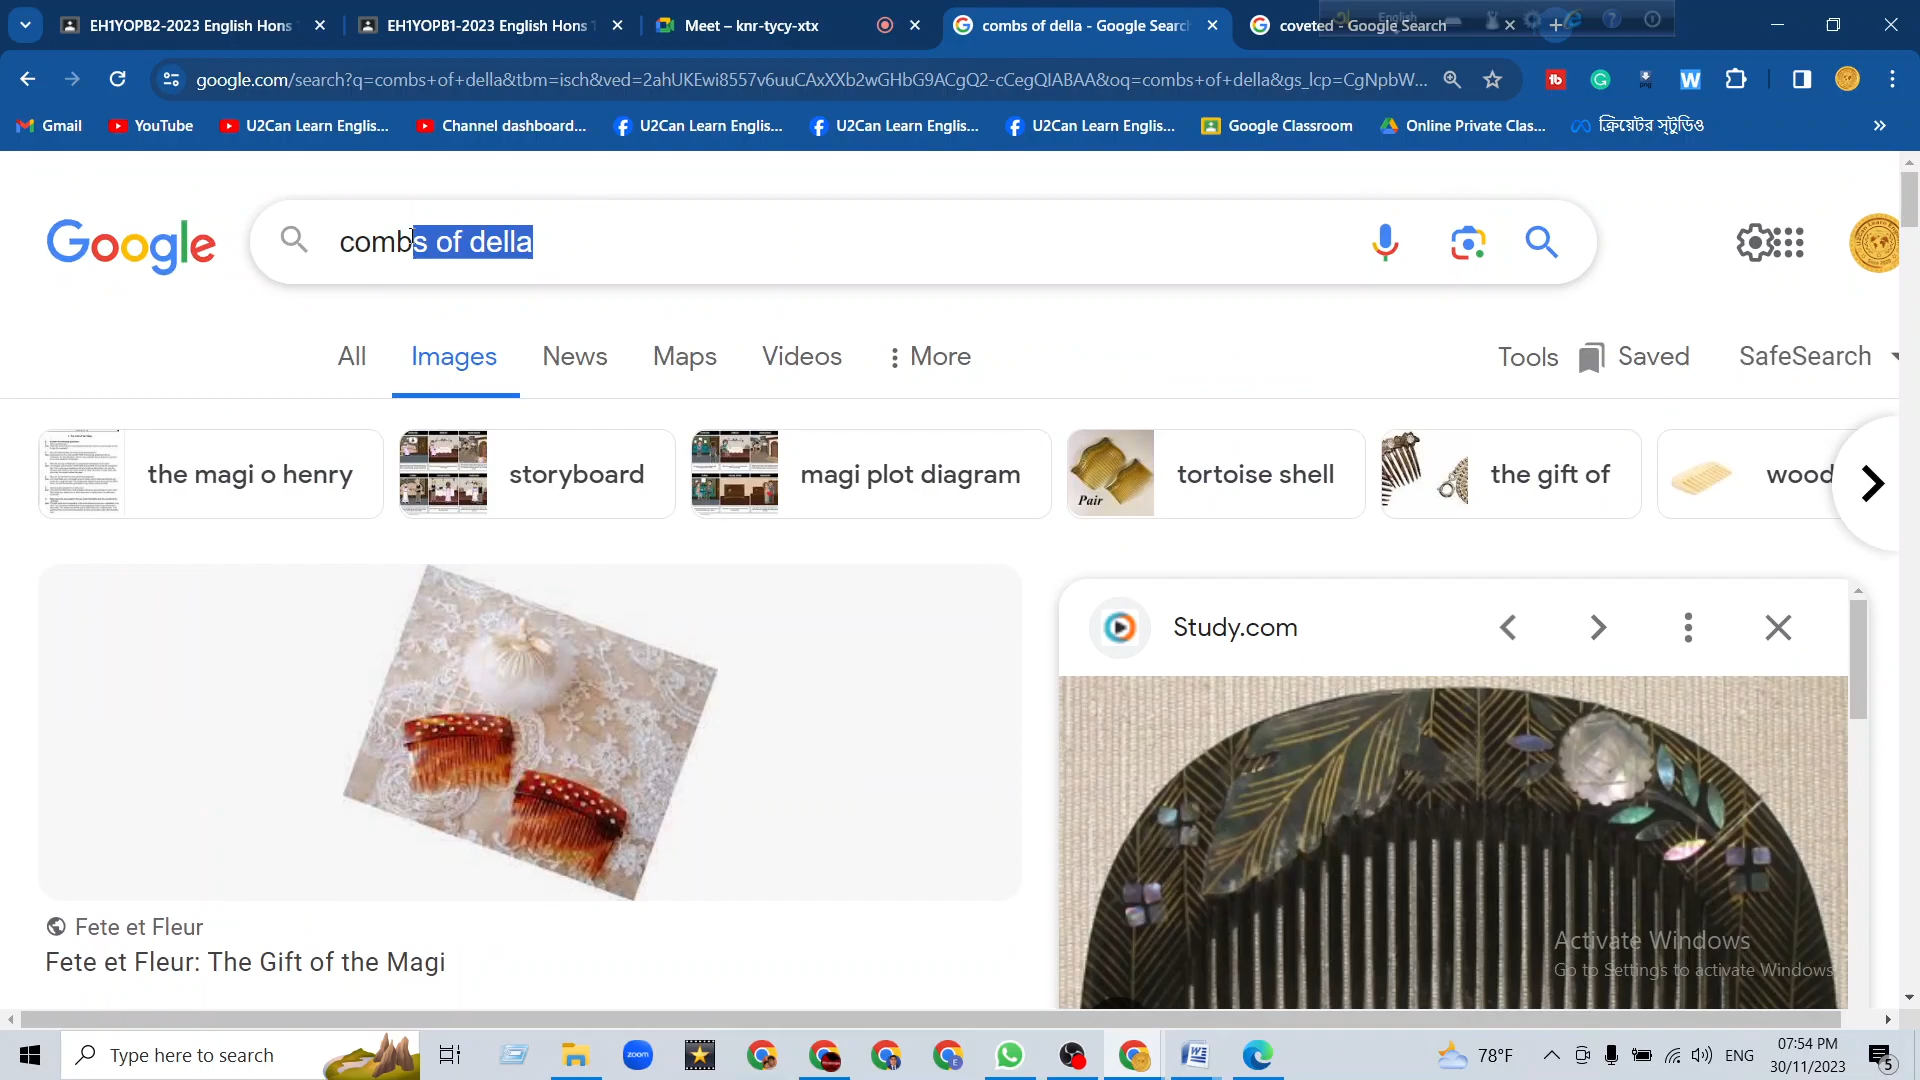 EH1YOPB2-2023 English Hons
EH1YOPB1-2023 English Hons
Meet – knr-tycy-xtx
combs of della - Google Search
coveted - Google Search
google.com/search?q=combs+of+della&tbm=isch&ved=2ahUKEwi8557v6uuCAxXXb2wGHbG9ACgQ2-cCegQIABAA&oq=combs+of+della&gs_lcp=CgNpbW...
Gmail
YouTube
U2Can Learn Englis...
Channel dashboard...
U2Can Learn Englis...
U2Can Learn Englis...
U2Can Learn Englis...
Google Classroom
Online Private Clas...
ক্রিয়েটর স্টুডিও
Google
combs of della
All
Images
News
Maps
Videos
More
Tools
Saved
SafeSearch
the magi o henry
storyboard
magi plot diagram
Pair
tortoise shell
the gift of
wood
Study.com
Fete et Fleur
Fete et Fleur: The Gift of the Magi
Activate Windows
Go to Settings to activate Windows
Type here to search
zoom
78°F
ENG
07:54 PM
30/11/2023
5